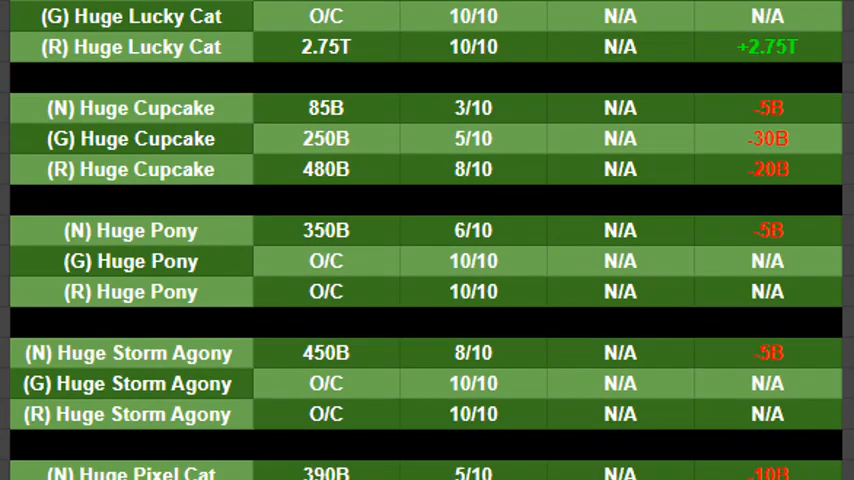 (G) Huge Lucky Cat O/C 10/10 N/A N/A
(R) Huge Lucky Cat 2.75T 10/10 N/A +2.75T
(N) Huge Cupcake 85B 3/10 N/A -5B
(G) Huge Cupcake 250B 5/10 N/A -30B
(R) Huge Cupcake 480B 8/10 N/A -20B
(N) Huge Pony 350B 6/10 N/A -5B
(G) Huge Pony O/C 10/10 N/A N/A
(R) Huge Pony O/C 10/10 N/A N/A
(N) Huge Storm Agony 450B 8/10 N/A -5B
(G) Huge Storm Agony O/C 10/10 N/A N/A
(R) Huge Storm Agony O/C 10/10 N/A N/A
(N) Huge Pixel Cat 390B 5/10 N/A -10B